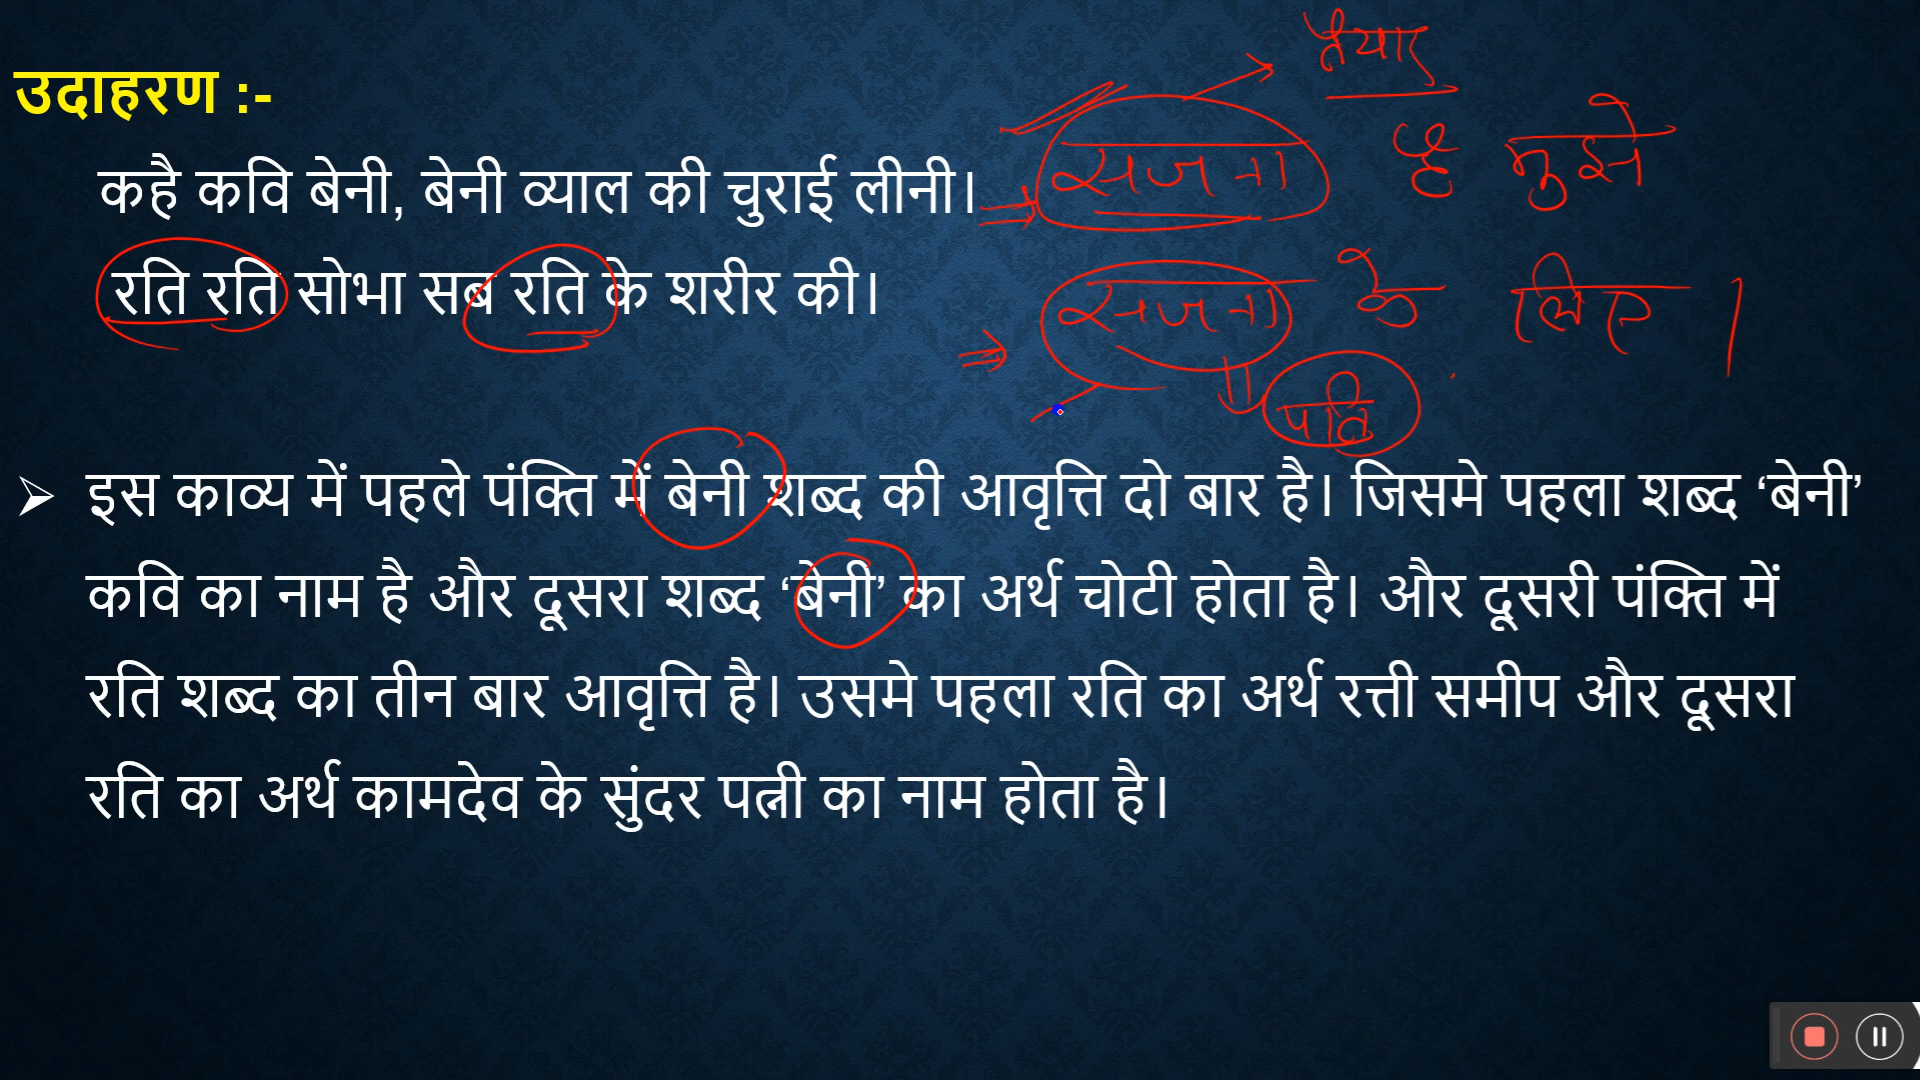 उदाहरण :-
कहै कवि बेनी, बेनी व्याल की चुराई लीनी।
रति रति सोभा सब रति के शरीर की।
तैयार
सजना है मुझे
सजना के लिए।
पति
इस काव्य में पहले पंक्ति में बेनी शब्द की आवृत्ति दो बार है। जिसमे पहला शब्द ‘बेनी’
कवि का नाम है और दूसरा शब्द ‘बेनी’ का अर्थ चोटी होता है। और दूसरी पंक्ति में
रति शब्द का तीन बार आवृत्ति है। उसमे पहला रति का अर्थ रत्ती समीप और दूसरा
रति का अर्थ कामदेव के सुंदर पत्नी का नाम होता है।